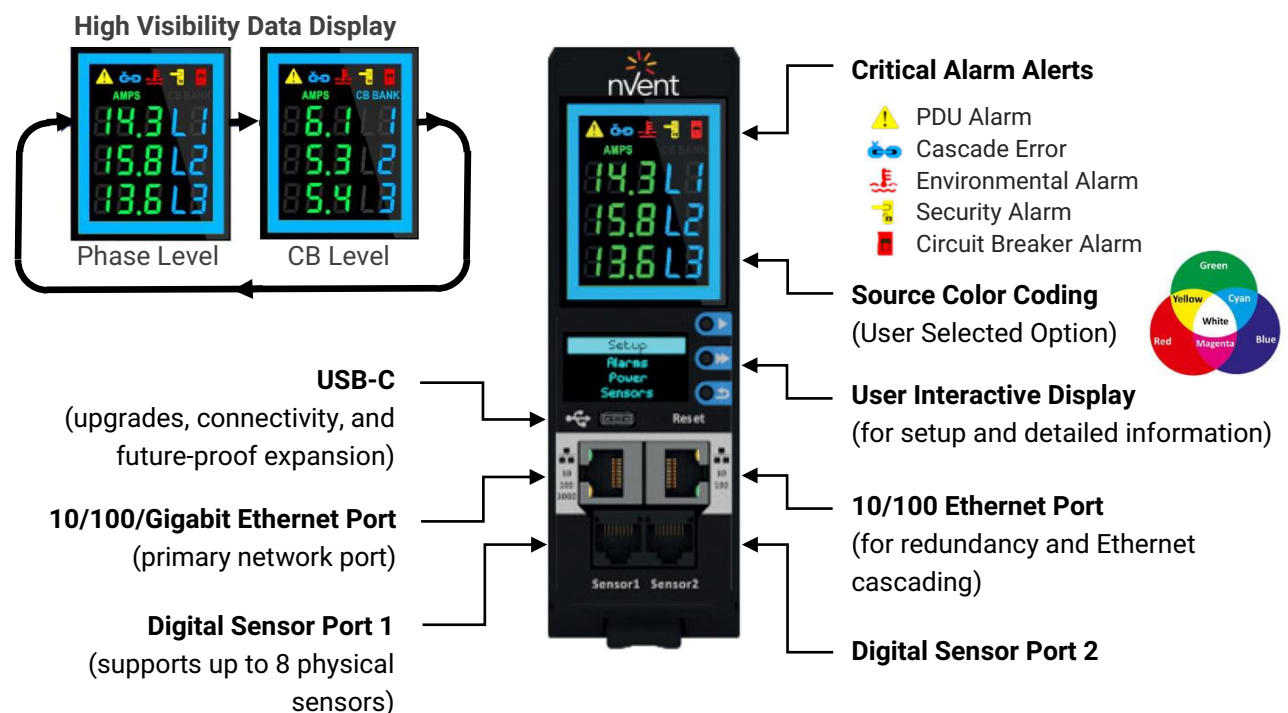 High Visibility Data Display
AMPS CB BANK
14.3 L1
15.8 L2
13.6 L3
Phase Level
AMPS CB BANK
6.1 1
5.3 2
5.4 3
CB Level
nVent
AMPS CB BANK
14.3 L1
15.8 L2
13.6 L3
Setup
Alarms
Power
Sensors
Reset
10
100
1000
10
100
Sensor1 Sensor2
Critical Alarm Alerts
PDU Alarm
Cascade Error
Environmental Alarm
Security Alarm
Circuit Breaker Alarm
Source Color Coding
(User Selected Option)
Green
Yellow
Cyan
White
Red
Magenta
Blue
User Interactive Display
(for setup and detailed information)
10/100 Ethernet Port
(for redundancy and Ethernet
cascading)
Digital Sensor Port 2
USB-C
(upgrades, connectivity, and
future-proof expansion)
10/100/Gigabit Ethernet Port
(primary network port)
Digital Sensor Port 1
(supports up to 8 physical
sensors)